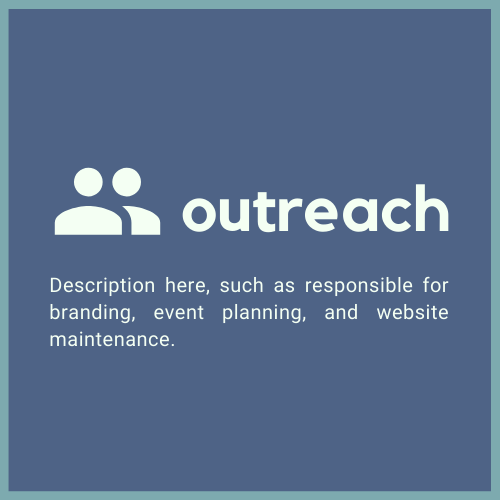 outreach
Description here, such as responsible for
branding, event planning, and website
maintenance.